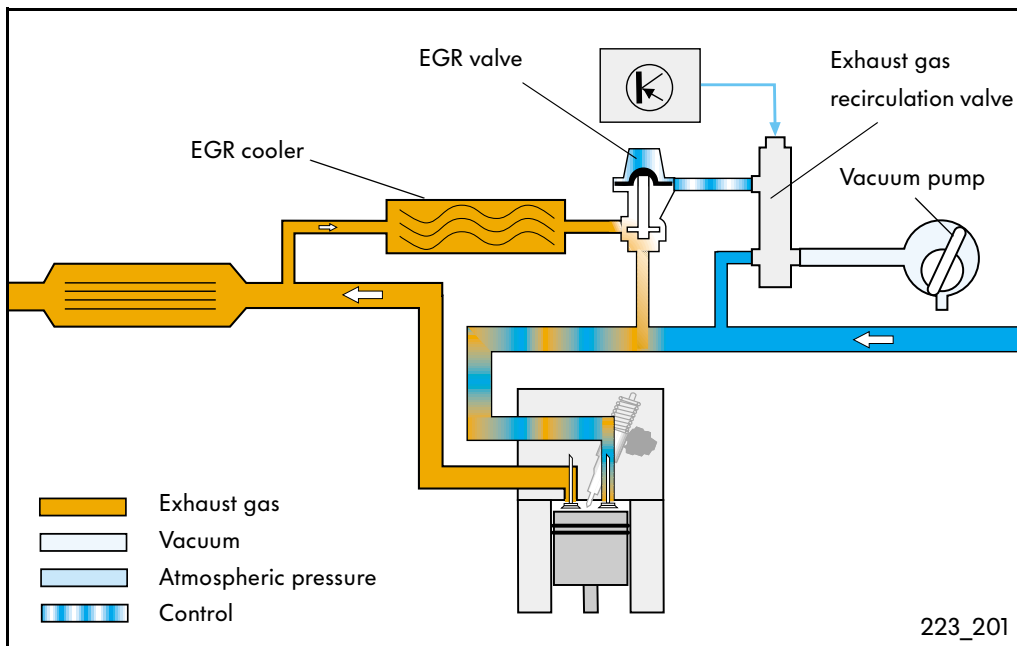 EGR valve
Exhaust gas
recirculation valve
EGR cooler
Vacuum pump
Exhaust gas
Vacuum
Atmospheric pressure
Control
223_201